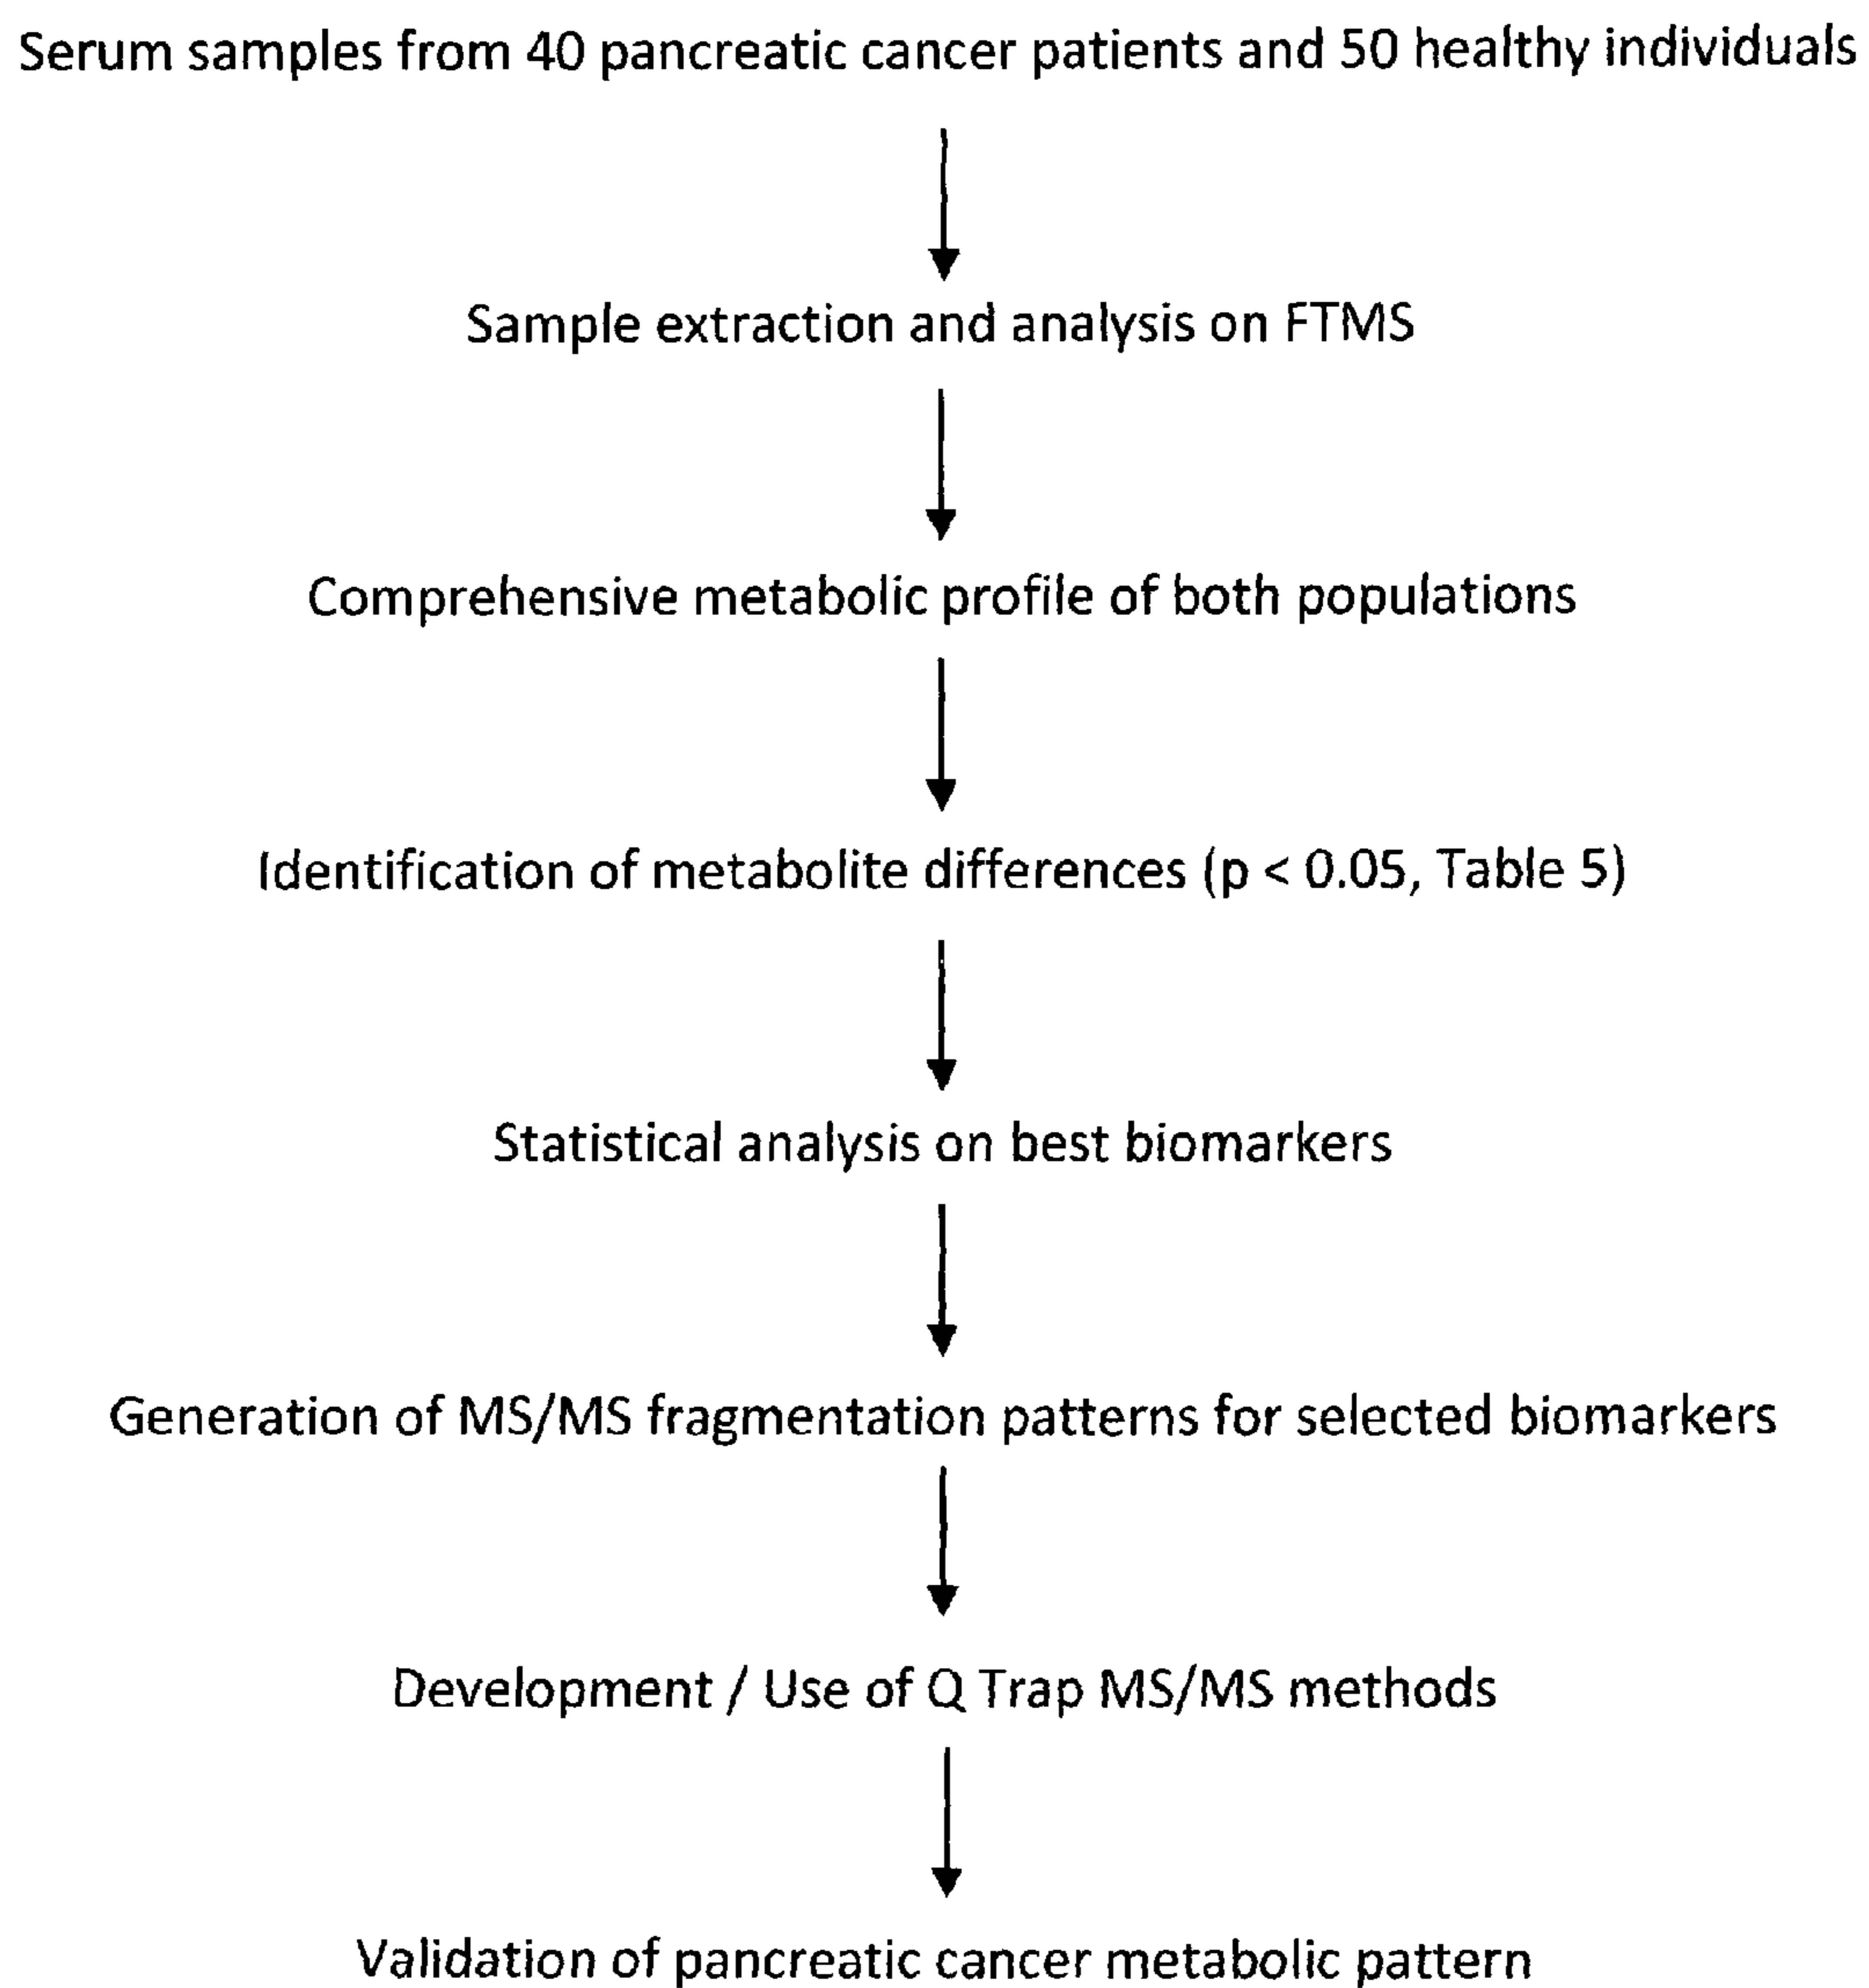 Serum samples from 40 pancreatic cancer patients and 50 healthy individuals
Sample extraction and analysis on FTMS
Comprehensive metabolic profile of both populations
Identification of metabolite differences (p < 0.05, Table 5)
Statistical analysis on best biomarkers
Generation of MS/MS fragmentation patterns for selected biomarkers
Development / Use of Q Trap MS/MS methods
Validation of pancreatic cancer metabolic pattern